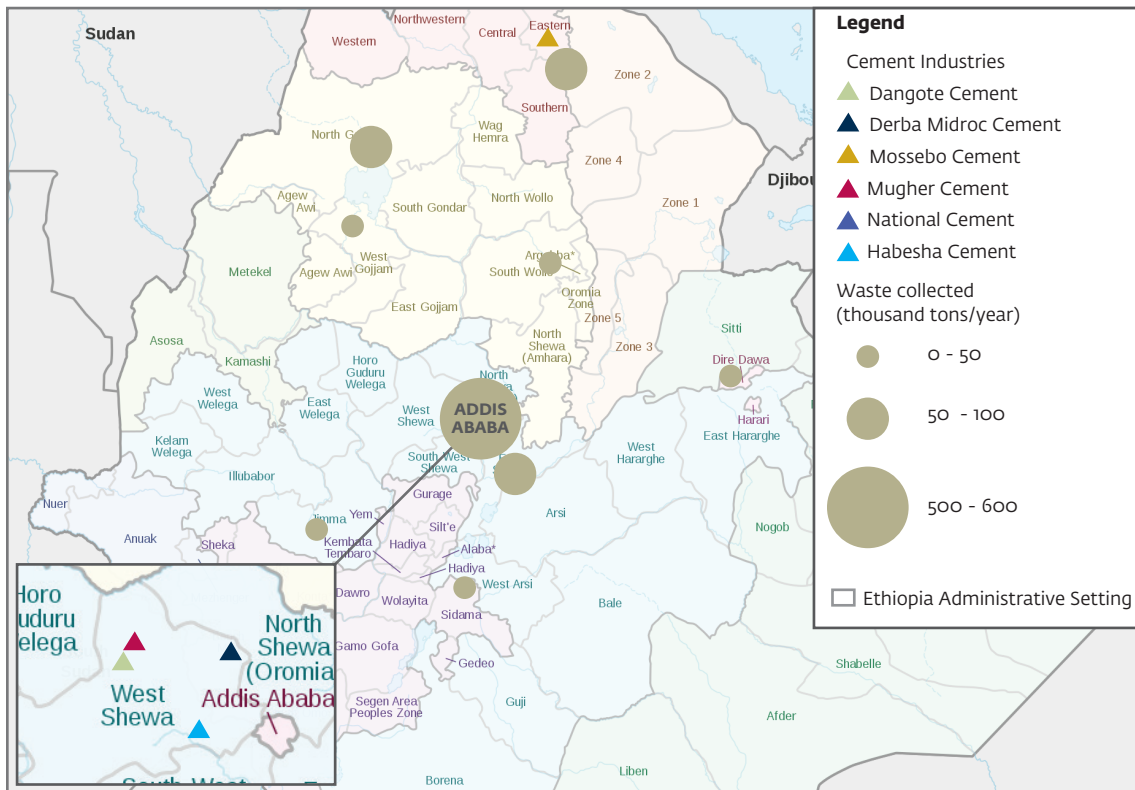 Sudan
Western
Northwestern
Central
Eastern
Zone 2
Southern
North G
Wag
Hemra
Zone 4
Djibou
Zone 1
Agew
Awi
South Gondar
North Wollo
West
Gojjam
Agew Awi
South Wollo
Argobba*
Oromia
Zone
Metekel
East Gojjam
Zone 5
Sitti
Asosa
Kamashi
North
Shewa
(Amhara)
Zone 3
Horo
Guduru
Welega
Dire Dawa
West
Welega
East
Welega
West
Shewa
North
ADDIS
ABABA
Harari
East Hararghe
Kelam
Welega
Illubabor
South West
Shewa
West
Hararghe
Gurage
Nuer
Jimma
Yem
Silt'e
Arsi
Nogob
Anuak
Sheka
Kembata
Tembaro
Hadiya
Alaba*
Hadiya
West Arsi
Dawro
Wolayita
Sidama
Bale
Gamo Gofa
Gedeo
Shabelle
Segen Area
Peoples Zone
Guji
Afder
Borena
Liben
Horo
uduru
elega
North
Shewa
(Oromia
West
Shewa
Addis Ababa
South West
Legend
Cement Industries
Dangote Cement
Derba Midroc Cement
Mossebo Cement
Mugher Cement
National Cement
Habesha Cement
Waste collected
(thousand tons/year)
0 - 50
50 - 100
500 - 600
Ethiopia Administrative Setting